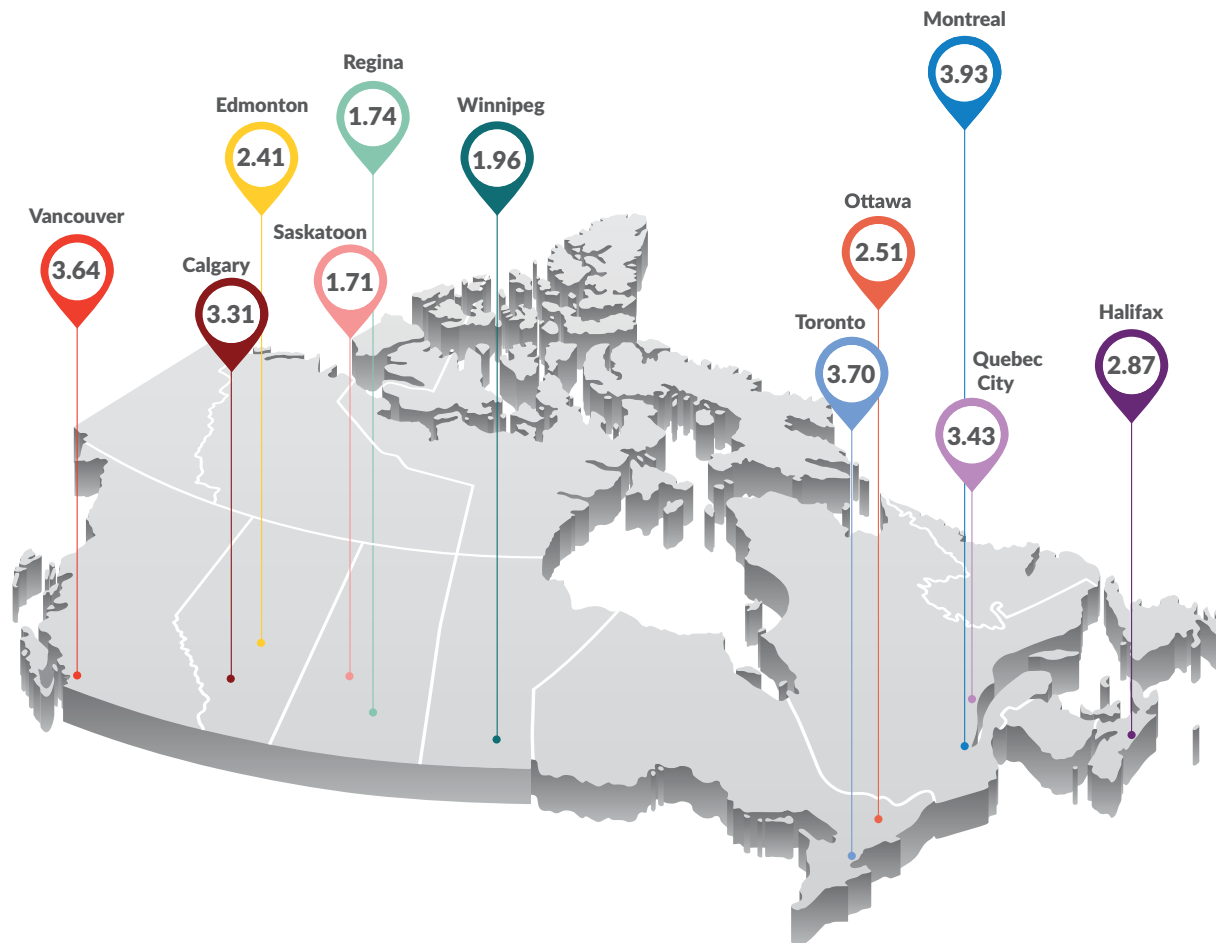 Montreal
3.93
Regina
1.74
Edmonton
2.41
Winnipeg
1.96
Vancouver
3.64
Saskatoon
1.71
Calgary
3.31
Ottawa
2.51
Toronto
3.70
Halifax
2.87
Quebec
City
3.43